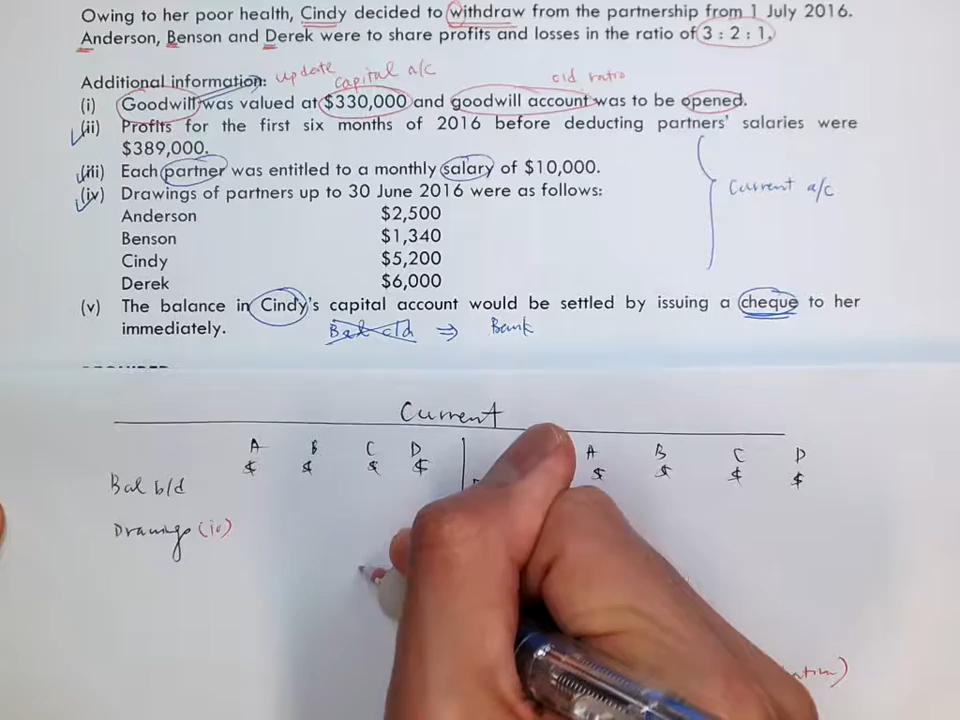 Owing to her poor health, Cindy decided to withdraw from the partnership from 1 July 2016.
Anderson, Benson and Derek were to share profits and losses in the ratio of 3 : 2 : 1.
Additional information: update capital a/c old ratio
(i) Goodwill was valued at $330,000 and goodwill account was to be opened.
(ii) Profits for the first six months of 2016 before deducting partners' salaries were
$389,000.
(iii) Each partner was entitled to a monthly salary of $10,000.
(iv) Drawings of partners up to 30 June 2016 were as follows:
Current a/c
Anderson $2,500
Benson $1,340
Cindy $5,200
Derek $6,000
(v) The balance in Cindy's capital account would be settled by issuing a cheque to her
immediately. Bal c/d ⇒ Bank
Current
A B C D A B C D
$ $ $ $ $ $ $ $
Bal b/d
Drawings (iv)